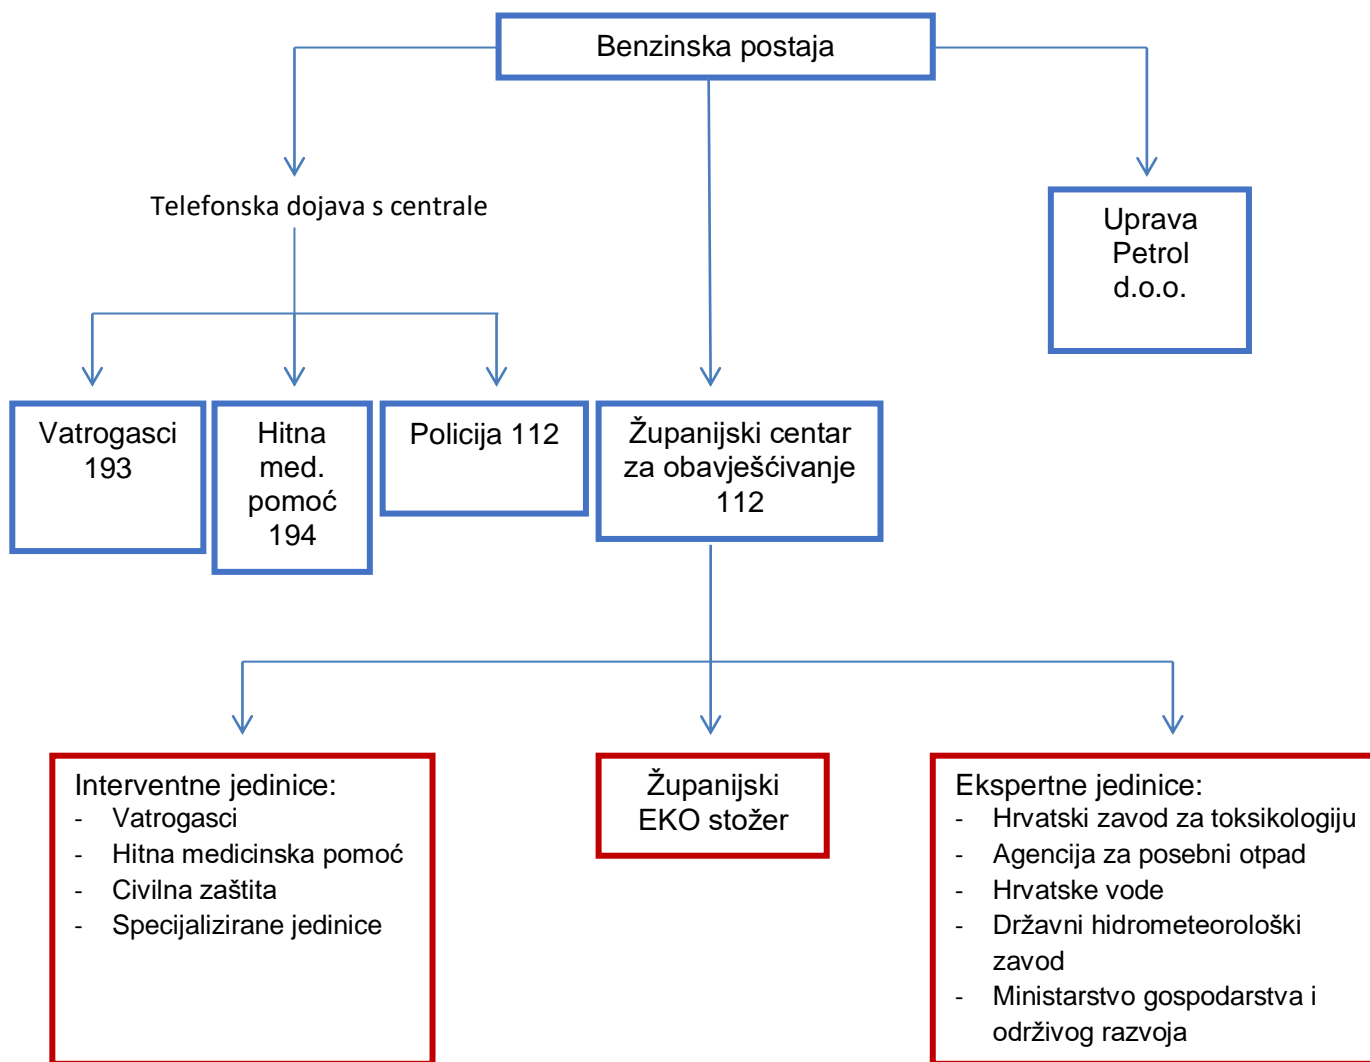 Benzinska postaja
Telefonska dojava s centrale
Uprava
Petrol
d.o.o.
Vatrogasci
193
Hitna
med.
pomoć
194
Policija 112
Županijski centar
za obavješćivanje
112
Interventne jedinice:
- Vatrogasci
- Hitna medicinska pomoć
- Civilna zaštita
- Specijalizirane jedinice
Županijski
EKO stožer
Ekspertne jedinice:
- Hrvatski zavod za toksikologiju
- Agencija za posebni otpad
- Hrvatske vode
- Državni hidrometeorološki
zavod
- Ministarstvo gospodarstva i
održivog razvoja